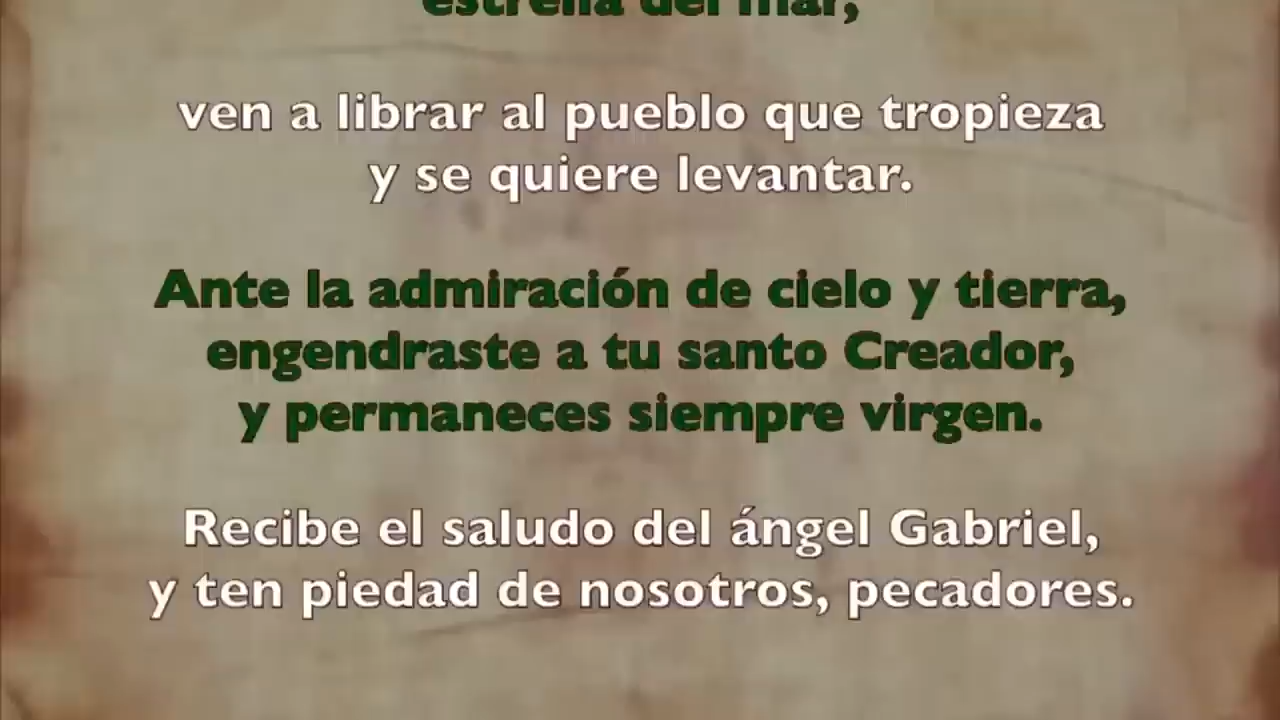 estrella del mar,
ven a librar al pueblo que tropieza
y se quiere levantar.
Ante la admiración de cielo y tierra,
engendraste a tu santo Creador,
y permaneces siempre virgen.
Recibe el saludo del ángel Gabriel,
y ten piedad de nosotros, pecadores.